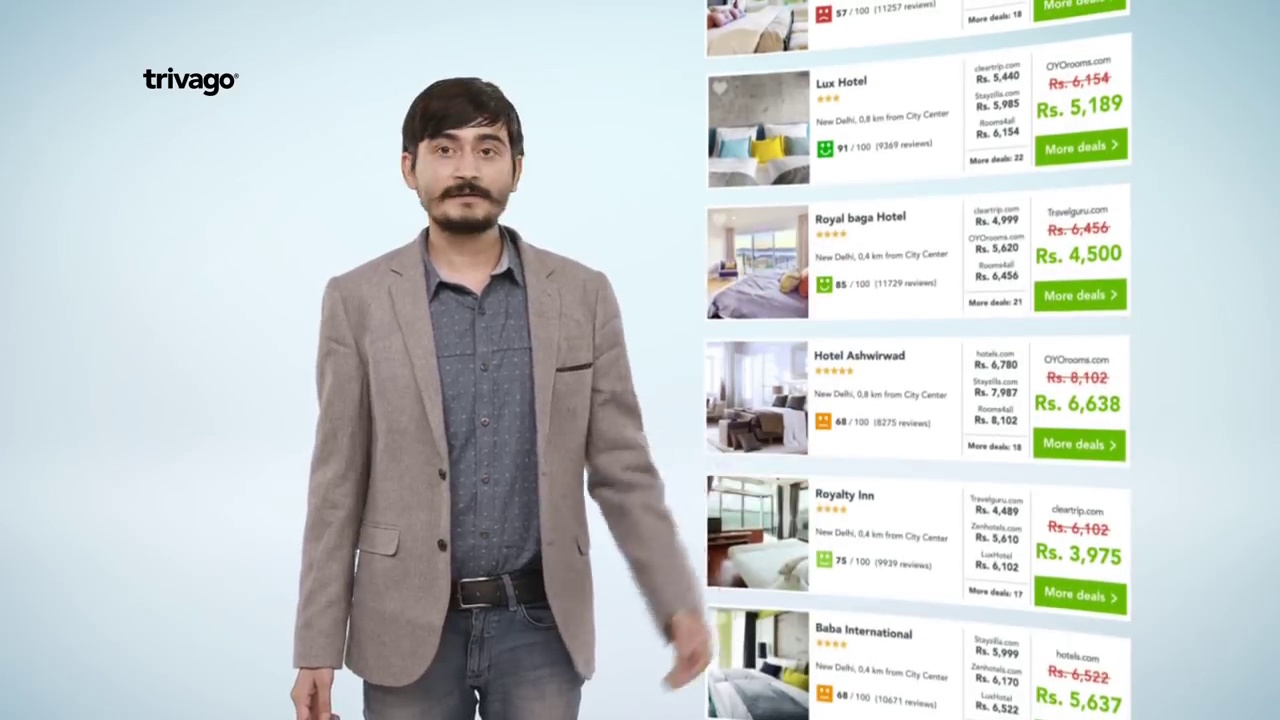 trivago
57 / 100 (11257 reviews)
More deals: 18
More deals
Lux Hotel
New Delhi, 0,8 km from City Center
91 / 100 (9369 reviews)
cleartrip.com
Rs. 5,440
Stayzilla.com
Rs. 5,985
Rooms4all
Rs. 6,154
More deals: 22
OYOrooms.com
Rs. 6,154
Rs. 5,189
More deals >
Royal baga Hotel
New Delhi, 0,4 km from City Center
85 / 100 (11729 reviews)
cleartrip.com
Rs. 4,999
OYOrooms.com
Rs. 5,620
Rooms4all
Rs. 6,456
More deals: 21
Travelguru.com
Rs. 6,456
Rs. 4,500
More deals >
Hotel Ashwirwad
New Delhi, 0,8 km from City Center
68 / 100 (8275 reviews)
hotels.com
Rs. 6,780
Stayzilla.com
Rs. 7,987
Rooms4all
Rs. 8,102
More deals: 18
OYOrooms.com
Rs. 8,102
Rs. 6,638
More deals >
Royalty Inn
New Delhi, 0,4 km from City Center
75 / 100 (9939 reviews)
Travelguru.com
Rs. 4,489
Zenhotels.com
Rs. 5,610
LuxHotel
Rs. 6,102
More deals: 17
cleartrip.com
Rs. 6,102
Rs. 3,975
More deals >
Baba International
New Delhi, 0,4 km from City Center
68 / 100 (10671 reviews)
Stayzilla.com
Rs. 5,999
Zenhotels.com
Rs. 6,170
LuxHotel
Rs. 6,522
hotels.com
Rs. 6,522
Rs. 5,637